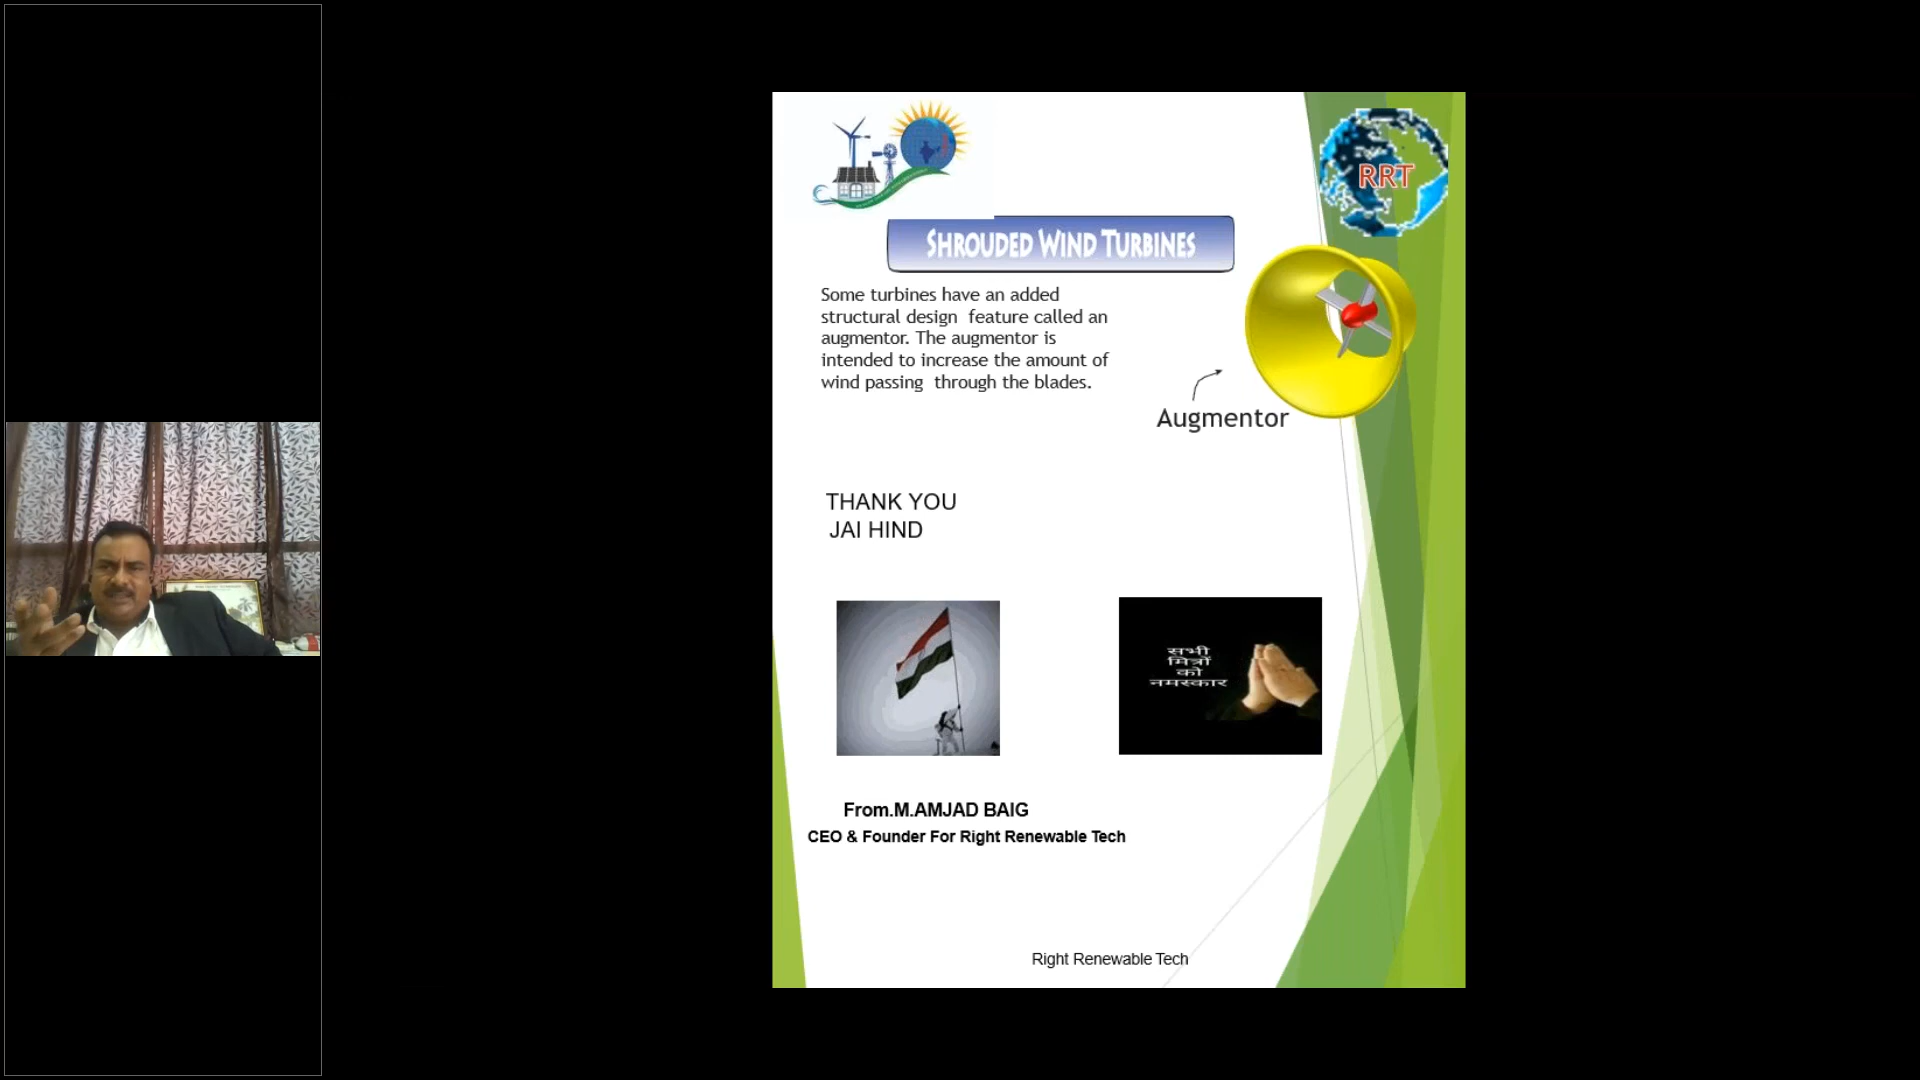 RRT
SHROUDED WIND TURBINES
Some turbines have an added
structural design feature called an
augmentor. The augmentor is
intended to increase the amount of
wind passing through the blades.
Augmentor
THANK YOU
JAI HIND
सभी
मित्रों
को
नमस्कार
From.M.AMJAD BAIG
CEO & Founder For Right Renewable Tech
Right Renewable Tech